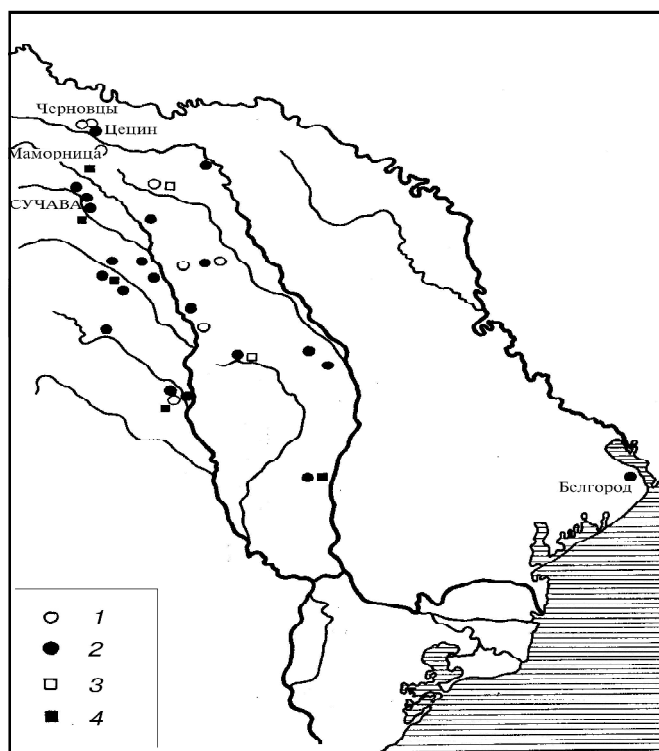 Черновцы
Цецин
Маморница
СУЧАВА
Белгород
1
2
3
4